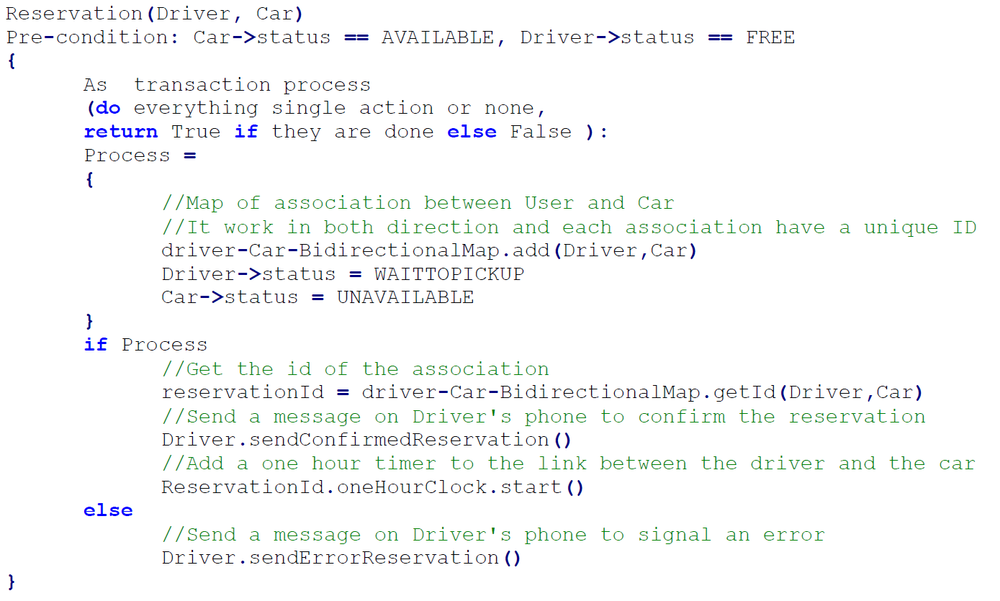 Reservation(Driver, Car)
Pre-condition: Car->status == AVAILABLE, Driver->status == FREE
{
As  transaction process
(do everything single action or none,
return True if they are done else False ):
Process =
{
//Map of association between User and Car
//It work in both direction and each association have a unique ID
driver-Car-BidirectionalMap.add(Driver,Car)
Driver->status = WAITTOPICKUP
Car->status = UNAVAILABLE
}
if Process
//Get the id of the association
reservationId = driver-Car-BidirectionalMap.getId(Driver,Car)
//Send a message on Driver's phone to confirm the reservation
Driver.sendConfirmedReservation()
//Add a one hour timer to the link between the driver and the car
ReservationId.oneHourClock.start()
else
//Send a message on Driver's phone to signal an error
Driver.sendErrorReservation()
}